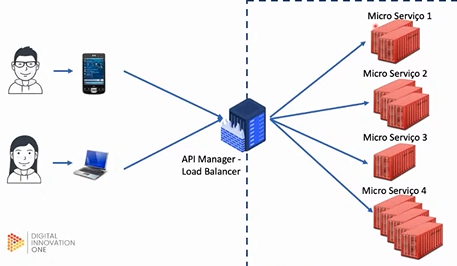 Micro Serviço 1
Micro Serviço 2
API Manager -
Load Balancer
Micro Serviço 3
Micro Serviço 4
DIGITAL
INNOVATION
ONE